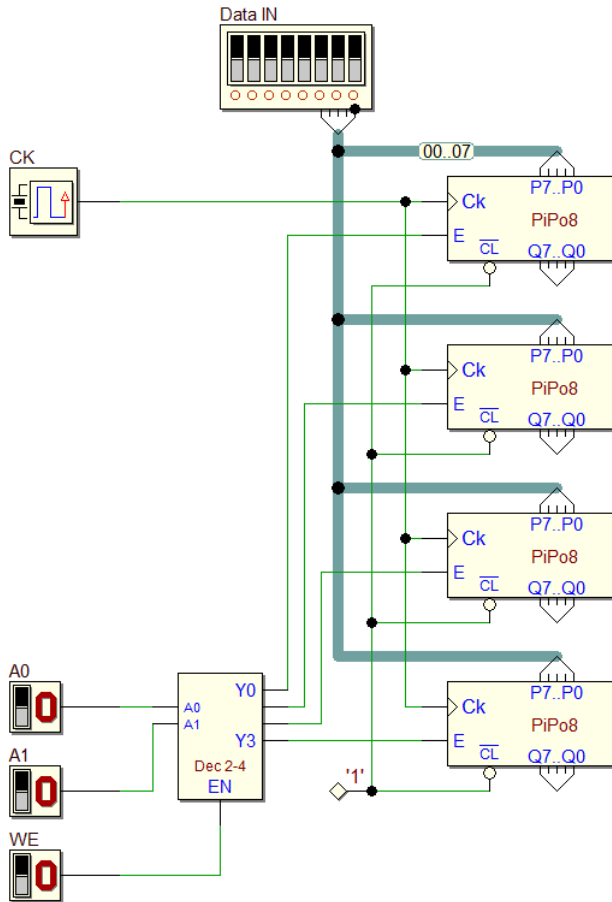 Data IN
CK
00..07
P7..P0
Ck
PiPo8
E
CL
Q7..Q0
P7..P0
Ck
PiPo8
E
CL
Q7..Q0
P7..P0
Ck
PiPo8
E
CL
Q7..Q0
A0
0
A0
A1
Y0
Y3
Dec 2-4
EN
P7..P0
Ck
PiPo8
E
CL
Q7..Q0
A1
0
'1'
WE
0